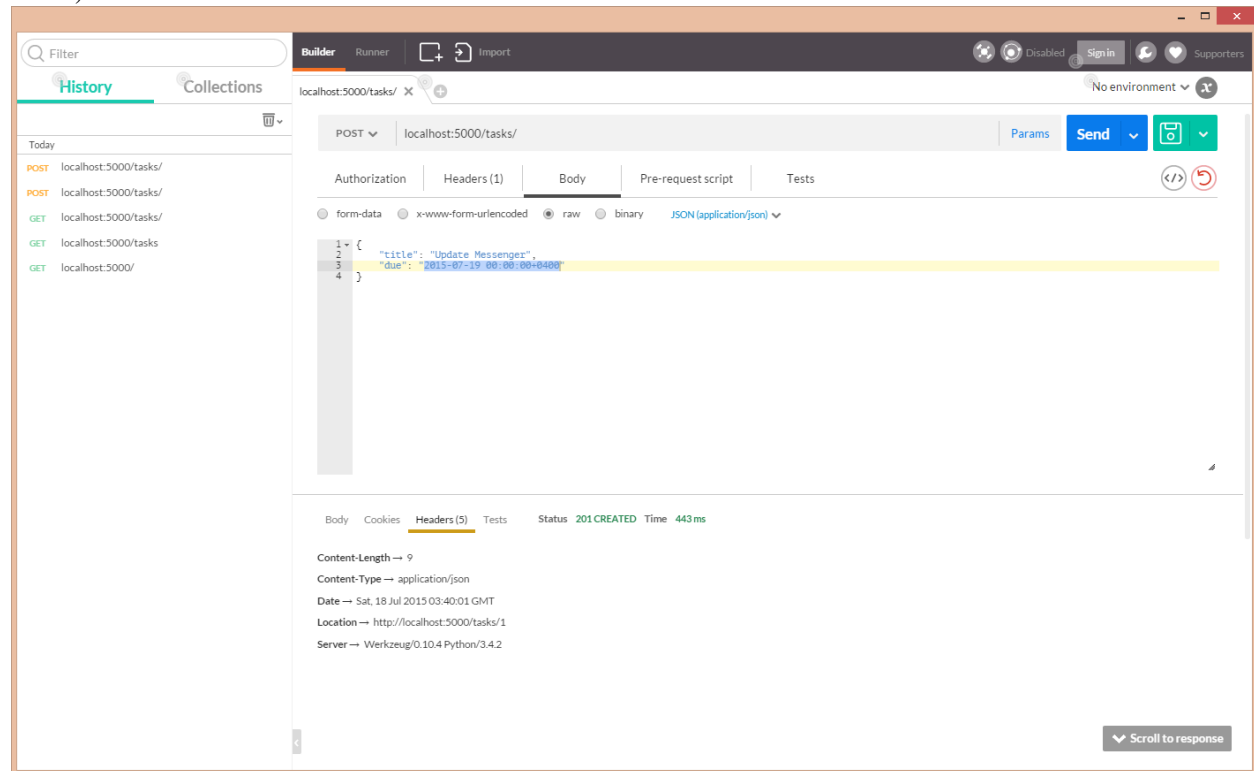 Filter
History Collections
Today
POST localhost:5000/tasks/
POST localhost:5000/tasks/
GET localhost:5000/tasks/
GET localhost:5000/tasks
GET localhost:5000/
Builder Runner Import Disabled Sign in Supporters
localhost:5000/tasks/ No environment
POST localhost:5000/tasks/ Params Send
Authorization Headers (1) Body Pre-request script Tests
form-data x-www-form-urlencoded raw binary JSON (application/json)
1 {
2 "title": "Update Messenger",
3 "due": "2015-07-19 00:00:00+0400"
4 }
Body Cookies Headers (5) Tests Status 201 CREATED Time 443 ms
Content-Length → 9
Content-Type → application/json
Date → Sat, 18 Jul 2015 03:40:01 GMT
Location → http://localhost:5000/tasks/1
Server → Werkzeug/0.10.4 Python/3.4.2
Scroll to response